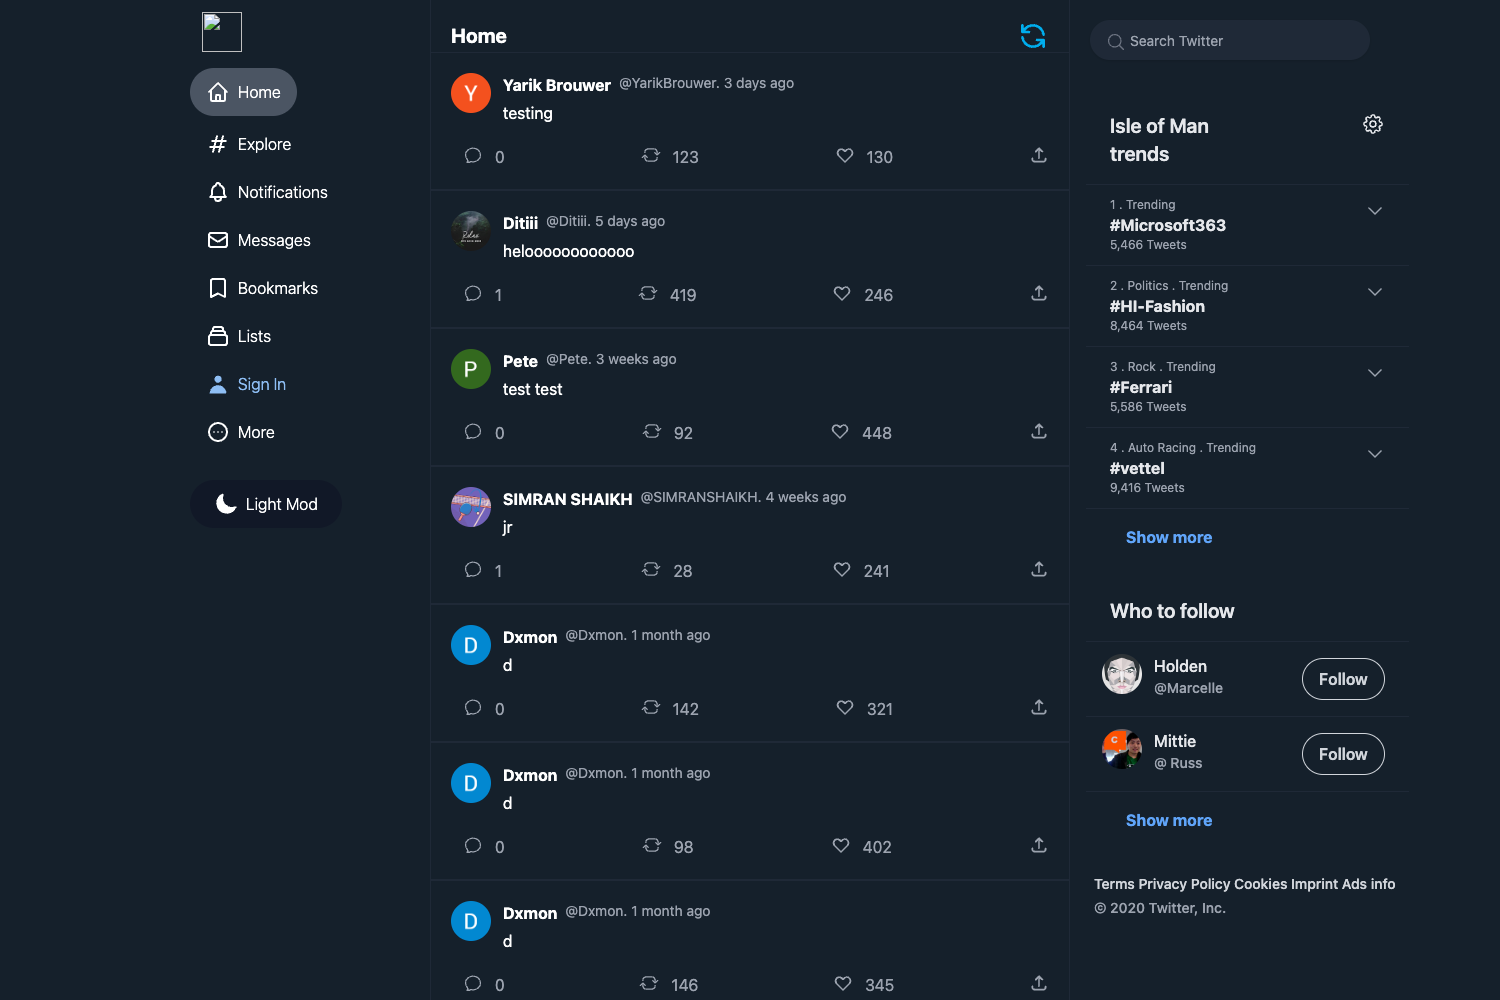 Home
Explore
Notifications
Messages
Bookmarks
Lists
Sign In
More
Light Mod
Home
Y
Yarik Brouwer @YarikBrouwer. 3 days ago
testing
0 123 130
Ditiii @Ditiii. 5 days ago
heloooooooooooo
1 419 246
P
Pete @Pete. 3 weeks ago
test test
0 92 448
SIMRAN SHAIKH @SIMRANSHAIKH. 4 weeks ago
jr
1 28 241
D
Dxmon @Dxmon. 1 month ago
d
0 142 321
D
Dxmon @Dxmon. 1 month ago
d
0 98 402
D
Dxmon @Dxmon. 1 month ago
d
0 146 345
Search Twitter
Isle of Man
trends
1 . Trending
#Microsoft363
5,466 Tweets
2 . Politics . Trending
#HI-Fashion
8,464 Tweets
3 . Rock . Trending
#Ferrari
5,586 Tweets
4 . Auto Racing . Trending
#vettel
9,416 Tweets
Show more
Who to follow
Holden
@Marcelle
Follow
C
Mittie
@ Russ
Follow
Show more
Terms Privacy Policy Cookies Imprint Ads info
© 2020 Twitter, Inc.